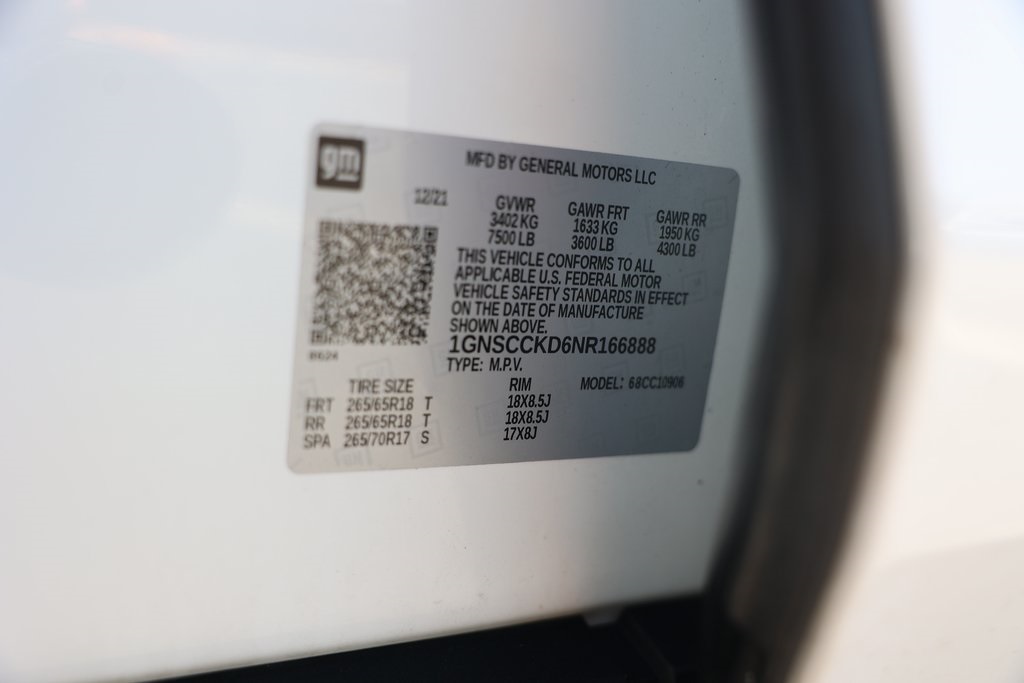 gm
MFD BY GENERAL MOTORS LLC
12/21
GVWR GAWR FRT GAWR RR
3402 KG 1633 KG 1950 KG
7500 LB 3600 LB 4300 LB
THIS VEHICLE CONFORMS TO ALL
APPLICABLE U.S. FEDERAL MOTOR
VEHICLE SAFETY STANDARDS IN EFFECT
ON THE DATE OF MANUFACTURE
SHOWN ABOVE.
1GNSCCKD6NR166888
TYPE: M.P.V.
TIRE SIZE RIM MODEL: 68CC10906
FRT 265/65R18 T 18X8.5J
RR 265/65R18 T 18X8.5J
SPA 265/70R17 S 17X8J